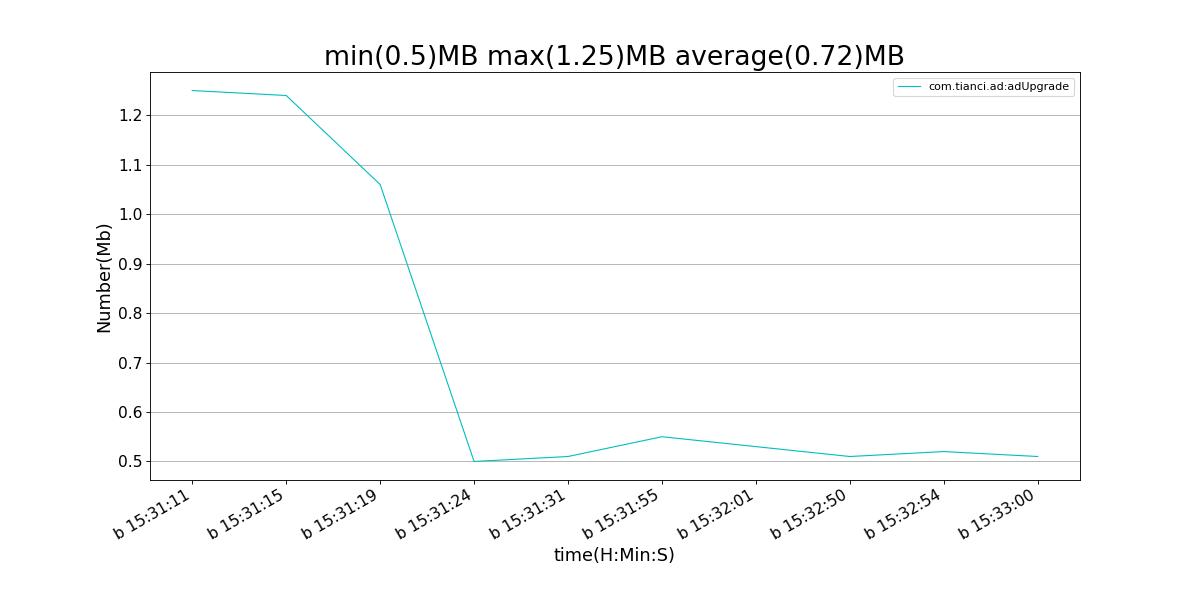 min(0.5)MB max(1.25)MB average(0.72)MB
com.tianci.ad:adUpgrade
1.2
1.1
1.0
0.9
0.8
0.7
0.6
0.5
Number(Mb)
b 15:31:11
b 15:31:15
b 15:31:19
b 15:31:24
b 15:31:31
b 15:31:55
b 15:32:01
b 15:32:50
b 15:32:54
b 15:33:00
time(H:Min:S)